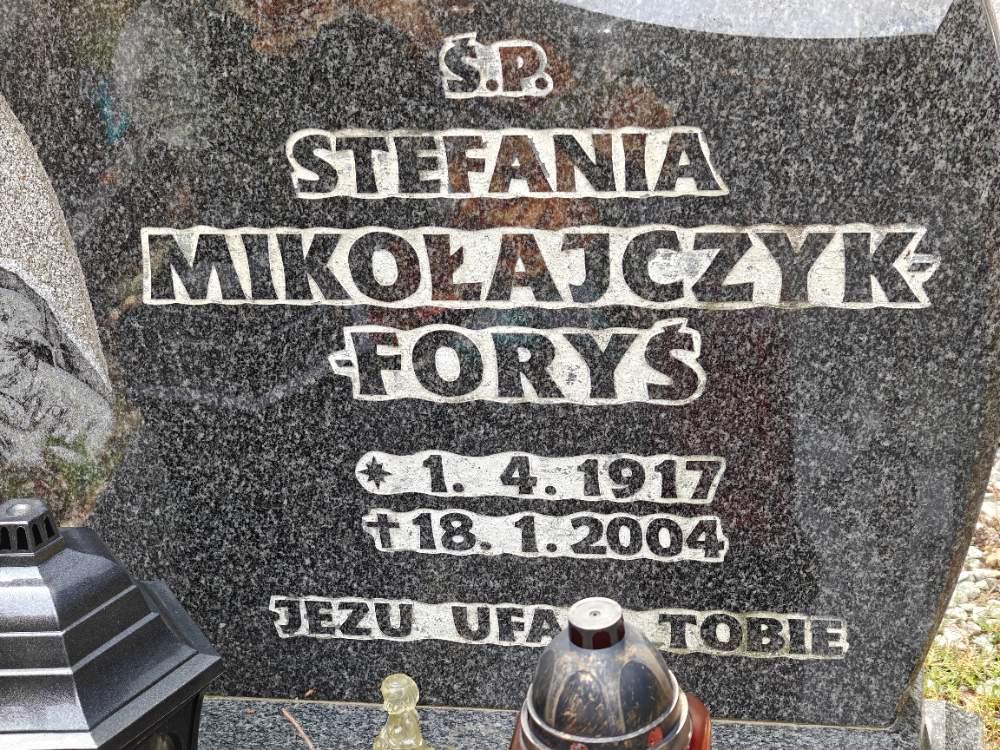 Ś.P.
STEFANIA
MIKOŁAJCZYK-
-FORYŚ
* 1. 4. 1917
† 18. 1. 2004
JEZU TOBIE